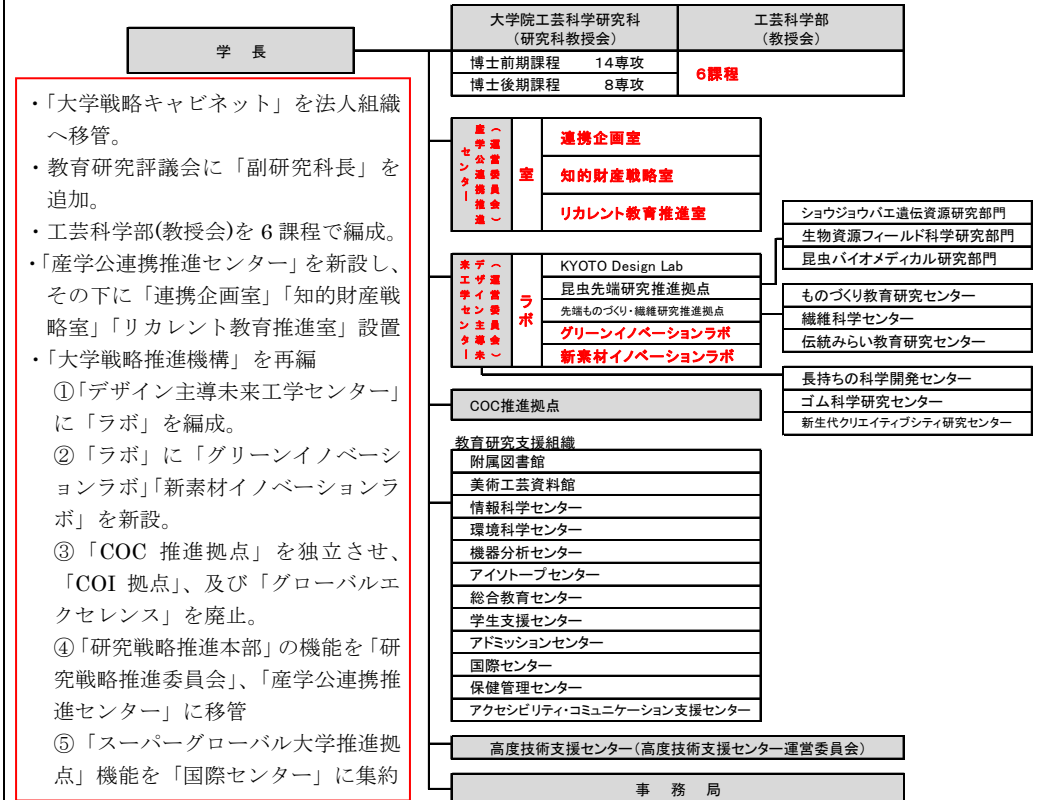 学 長
・「大学戦略キャビネット」を法人組織
へ移管。
・教育研究評議会に「副研究科長」を
追加。
・工芸科学部(教授会)を 6 課程で編成。
・「産学公連携推進センター」を新設し、
その下に「連携企画室」「知的財産戦
略室」「リカレント教育推進室」設置
・「大学戦略推進機構」を再編
①「デザイン主導未来工学センター」
に「ラボ」を編成。
②「ラボ」に「グリーンイノベーシ
ョンラボ」「新素材イノベーションラ
ボ」を新設。
③「COC 推進拠点」を独立させ、
「COI 拠点」、及び「グローバルエ
クセレンス」を廃止。
④「研究戦略推進本部」の機能を「研
究戦略推進委員会」、「産学公連携推
進センター」に移管
⑤「スーパーグローバル大学推進拠
点」機能を「国際センター」に集約
大学院工芸科学研究科
（研究科教授会）
工芸科学部
（教授会）
博士前期課程 14専攻
博士後期課程 8専攻
6課程
産学公連携推進センター
（運営委員会）
室
連携企画室
知的財産戦略室
リカレント教育推進室
デザイン主導未来工学センター
（運営委員会）
ラボ
KYOTO Design Lab
昆虫先端研究推進拠点
先端ものづくり・繊維研究推進拠点
グリーンイノベーションラボ
新素材イノベーションラボ
ショウジョウバエ遺伝資源研究部門
生物資源フィールド科学研究部門
昆虫バイオメディカル研究部門
ものづくり教育研究センター
繊維科学センター
伝統みらい教育研究センター
長持ちの科学開発センター
ゴム科学研究センター
新世代クリエイティブシティ研究センター
COC推進拠点
教育研究支援組織
附属図書館
美術工芸資料館
情報科学センター
環境科学センター
機器分析センター
アイソトープセンター
総合教育センター
学生支援センター
アドミッションセンター
国際センター
保健管理センター
アクセシビリティ・コミュニケーション支援センター
高度技術支援センター（高度技術支援センター運営委員会）
事 務 局